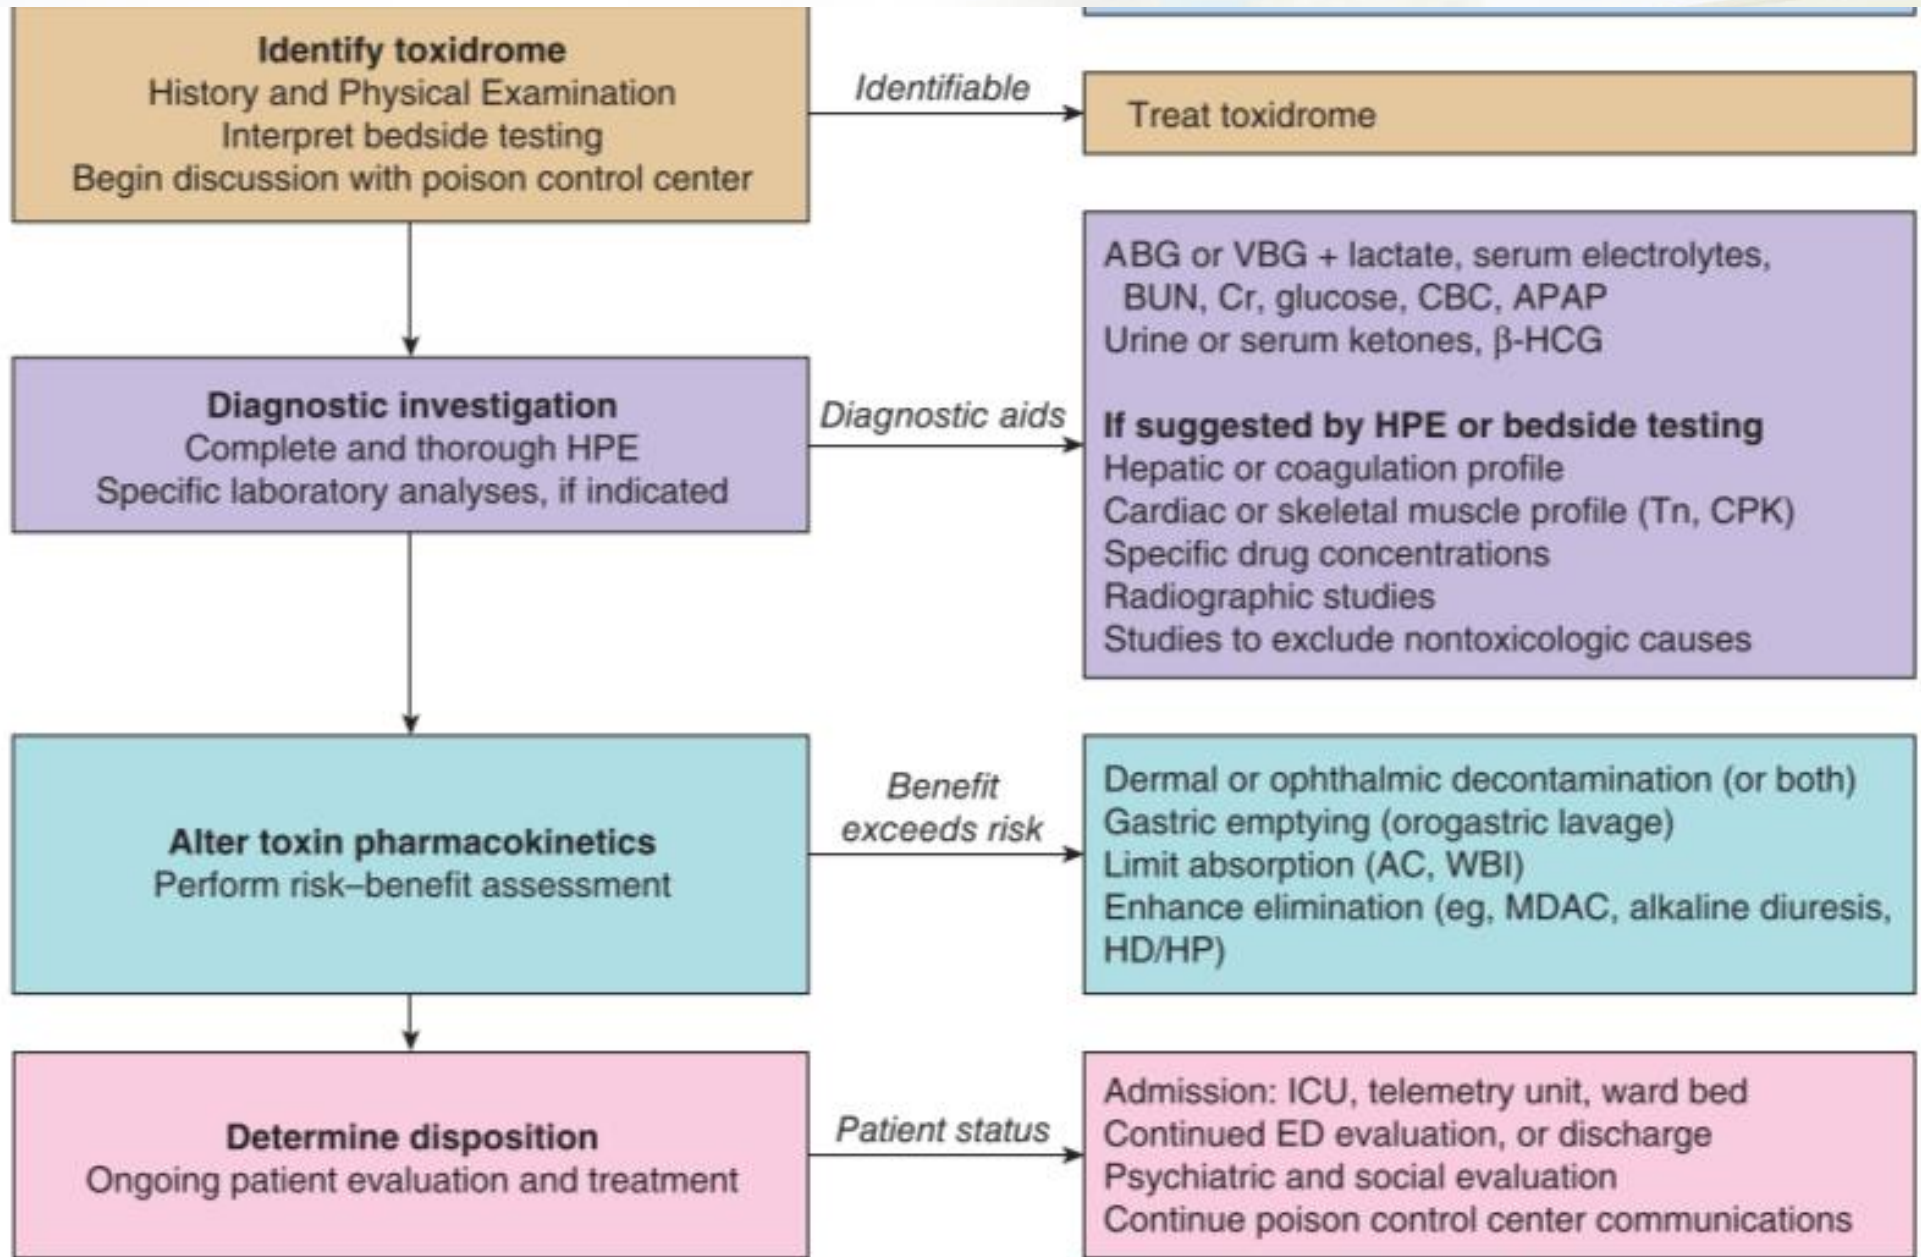 Identify toxidrome
History and Physical Examination
Interpret bedside testing
Begin discussion with poison control center
Identifiable
Treat toxidrome
Diagnostic investigation
Complete and thorough HPE
Specific laboratory analyses, if indicated
Diagnostic aids
ABG or VBG + lactate, serum electrolytes,
BUN, Cr, glucose, CBC, APAP
Urine or serum ketones, β-HCG
If suggested by HPE or bedside testing
Hepatic or coagulation profile
Cardiac or skeletal muscle profile (Tn, CPK)
Specific drug concentrations
Radiographic studies
Studies to exclude nontoxicologic causes
Alter toxin pharmacokinetics
Perform risk–benefit assessment
Benefit
exceeds risk
Dermal or ophthalmic decontamination (or both)
Gastric emptying (orogastric lavage)
Limit absorption (AC, WBI)
Enhance elimination (eg, MDAC, alkaline diuresis,
HD/HP)
Determine disposition
Ongoing patient evaluation and treatment
Patient status
Admission: ICU, telemetry unit, ward bed
Continued ED evaluation, or discharge
Psychiatric and social evaluation
Continue poison control center communications